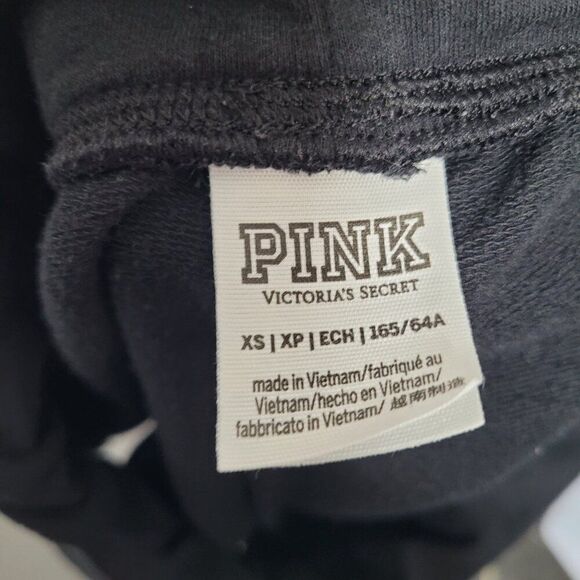 PINK
VICTORIA'S SECRET
XS | XP | ECH | 165/64A
made in Vietnam/fabriqué au
Vietnam/hecho en Vietnam/
fabbricato in Vietnam/ 越南制造